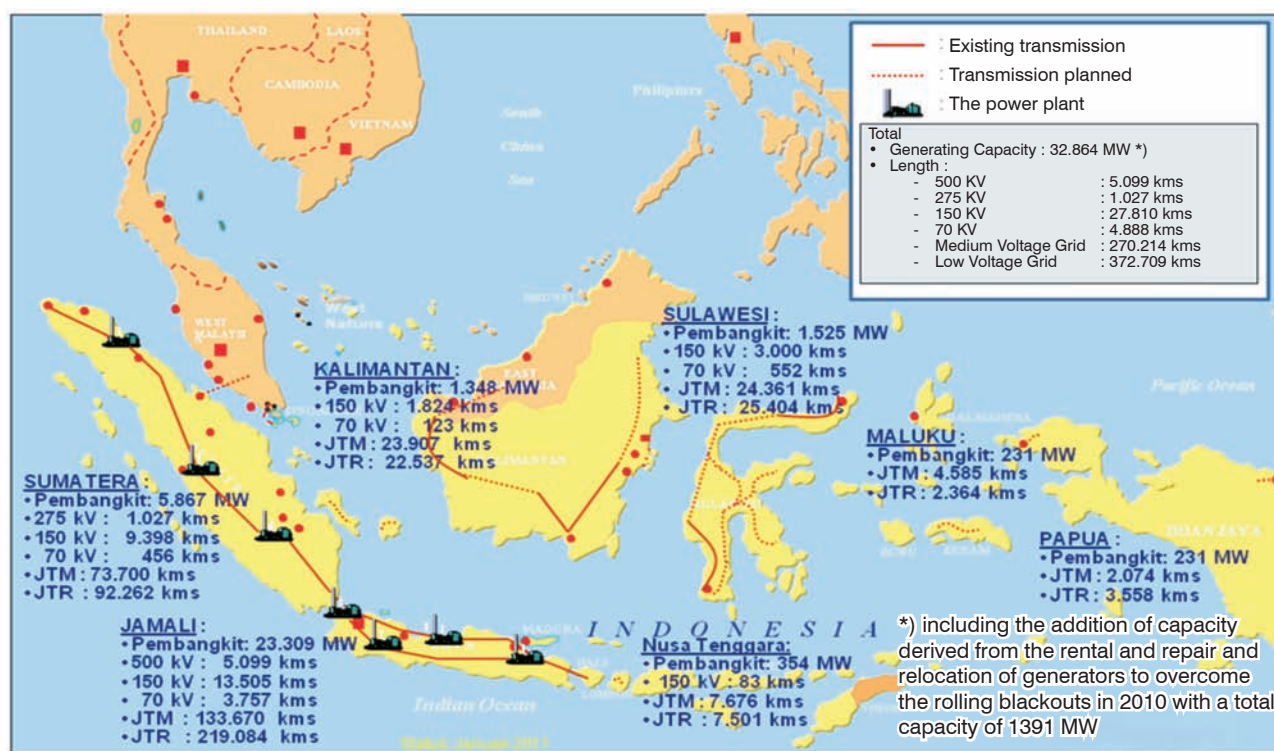 THAILAND
LAOS
CAMBODIA
VIETNAM
South
China
Sea
Philipines
Existing transmission
: Transmission planned
: The power plant
Total
• Generating Capacity : 32.864 MW *)
• Length :
- 500 KV : 5.099 kms
- 275 KV : 1.027 kms
- 150 KV : 27.810 kms
- 70 KV : 4.888 kms
- Medium Voltage Grid : 270.214 kms
- Low Voltage Grid : 372.709 kms
WEST
West
Natuna
EAST
Pacific Ocean
KALIMANTAN :
•Pembangkit: 1.348 MW
•150 kV : 1.824 kms
• 70 kV : 123 kms
•JTM : 23.907 kms
•JTR : 22.537 kms
SULAWESI :
•Pembangkit: 1.525 MW
•150 kV : 3.000 kms
• 70 kV : 552 kms
•JTM : 24.361 kms
•JTR : 25.404 kms
MALUKU :
•Pembangkit: 231 MW
•JTM : 4.585 kms
•JTR : 2.364 kms
SUMATERA :
•Pembangkit: 5.867 MW
•275 kV : 1.027 kms
•150 kV : 9.398 kms
• 70 kV : 456 kms
•JTM : 73.700 kms
•JTR : 92.262 kms
PAPUA :
•Pembangkit: 231 MW
•JTM : 2.074 kms
•JTR : 3.558 kms
JAMALI :
•Pembangkit: 23.309 MW
•500 kV : 5.099 kms
•150 kV : 13.505 kms
• 70 kV : 3.757 kms
•JTM : 133.670 kms
•JTR : 219.084 kms
MADURA
INDONESIA
Nusa Tenggara:
•Pembangkit: 354 MW
• 150 kV : 83 kms
•JTM : 7.676 kms
•JTR : 7.501 kms
*) including the addition of capacity
derived from the rental and repair and
relocation of generators to overcome
the rolling blackouts in 2010 with a total
capacity of 1391 MW
Indian Ocean